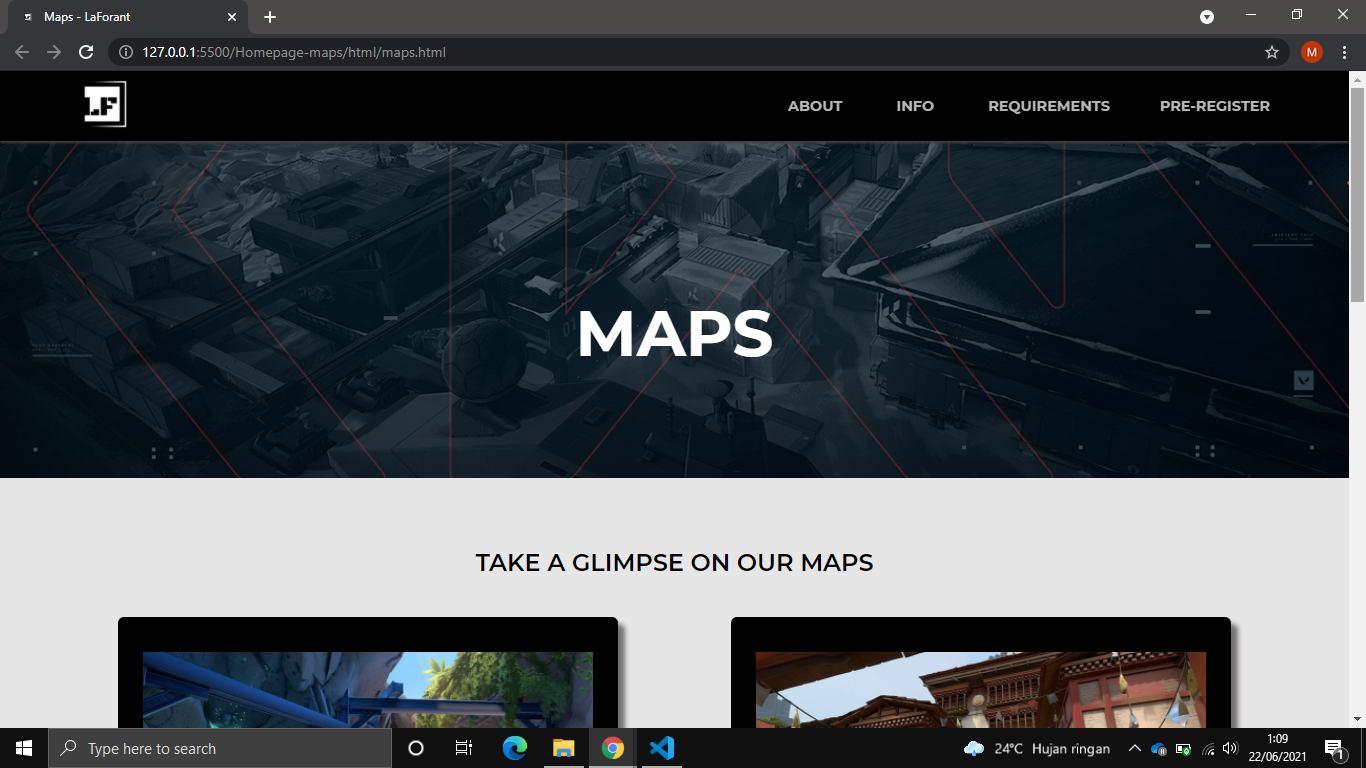 Maps - LaForant
127.0.0.1:5500/Homepage-maps/html/maps.html
M
LF
ABOUT INFO REQUIREMENTS PRE-REGISTER
MAPS
TAKE A GLIMPSE ON OUR MAPS
Type here to search
24°C Hujan ringan
1:09
22/06/2021
1